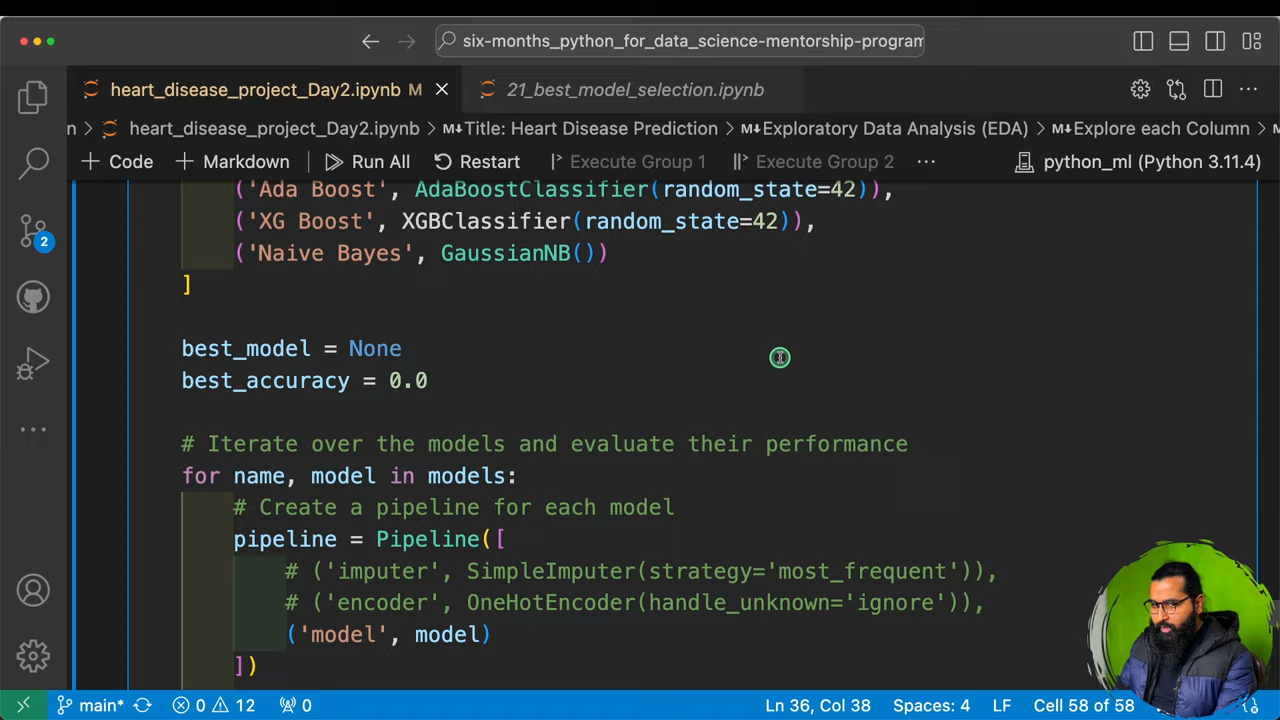 six-months_python_for_data_science-mentorship-program
heart_disease_project_Day2.ipynb M
21_best_model_selection.ipynb
n > heart_disease_project_Day2.ipynb > M↓Title: Heart Disease Prediction > M↓Exploratory Data Analysis (EDA) > M↓Explore each Column >
+ Code + Markdown Run All Restart Execute Group 1 Execute Group 2 ··· python_ml (Python 3.11.4)
('Ada Boost', AdaBoostClassifier(random_state=42)),
('XG Boost', XGBClassifier(random_state=42)),
('Naive Bayes', GaussianNB())
]
best_model = None
best_accuracy = 0.0
# Iterate over the models and evaluate their performance
for name, model in models:
# Create a pipeline for each model
pipeline = Pipeline([
# ('imputer', SimpleImputer(strategy='most_frequent')),
# ('encoder', OneHotEncoder(handle_unknown='ignore')),
('model', model)
])
2
main* 0 12 0 Ln 36, Col 38 Spaces: 4 LF Cell 58 of 58